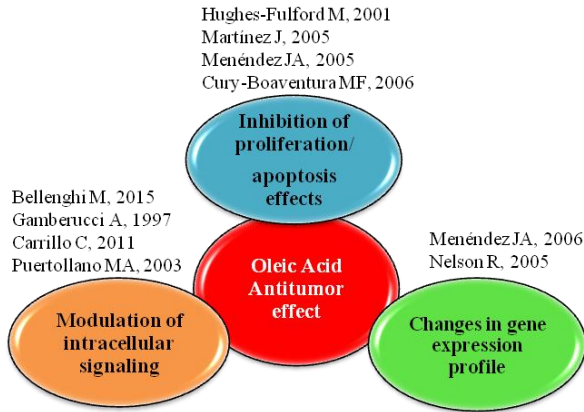 Hughes-Fulford M, 2001
Martínez J, 2005
Menéndez JA, 2005
Cury-Boaventura MF, 2006
Inhibition of
proliferation/
apoptosis
effects
Bellenghi M, 2015
Gamberucci A, 1997
Carrillo C, 2011
Puertollano MA, 2003
Modulation of
intracellular
signaling
Oleic Acid
Antitumor
effect
Menéndez JA, 2006
Nelson R, 2005
Changes in gene
expression
profile